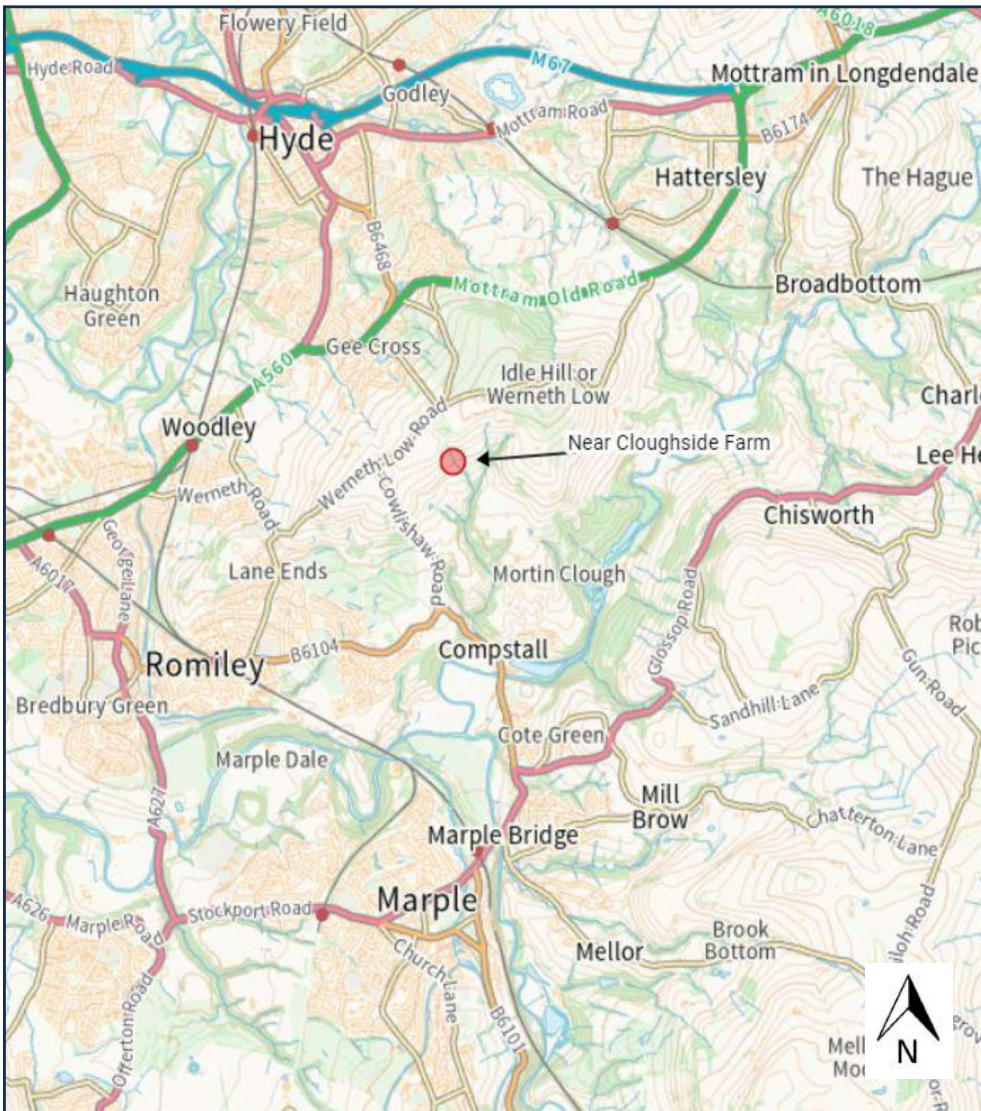 Flowery Field
A6018
Hyde Road
M67
Mottram in Longdendale
Godley
Mottram Road
B6174
Hyde
Hattersley
The Hague
B6468
Mottram Old Road
Broadbottom
Haughton
Green
Gee Cross
A560
Idle Hill or
Werneth Low
Charl
Woodley
Werneth Low Road
Near Cloughside Farm
Lee He
Werneth Road
Cowlishaw Road
Chisworth
George Lane
A6017
Lane Ends
Mortin Clough
Glossop Road
Rob
Pic
B6104
Compstall
Romiley
Gun Road
Bredbury Green
Sandhill Lane
Cote Green
Marple Dale
A627
Mill
Brow
Chatterton Lane
Marple Bridge
Marple
A626
Marple Road
Stockport Road
Church Lane
Mellor
Brook
Bottom
iloh Road
Offerton Road
B6101
N
Mell
Moo
grov
or R